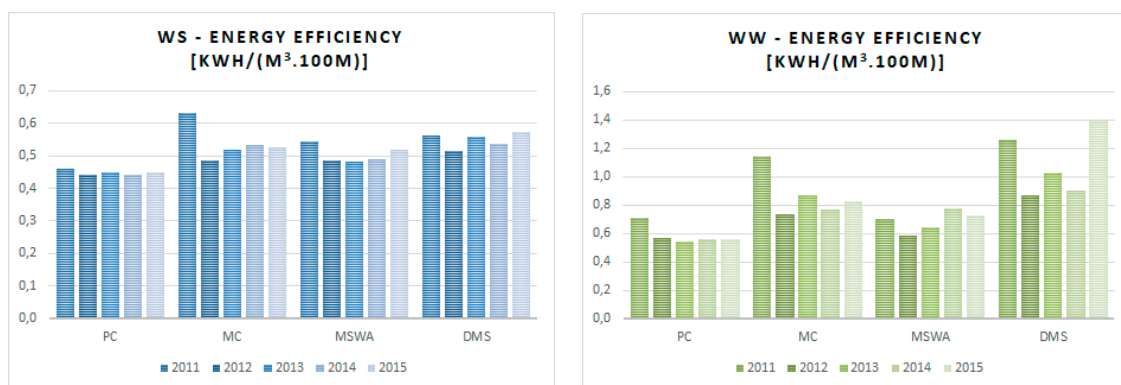 WS - ENERGY EFFICIENCY
[KWH/(M³.100M)]
0,7
0,6
0,5
0,4
0,3
0,2
0,1
0,0
PC MC MSWA DMS
2011 2012 2013 2014 2015
WW - ENERGY EFFICIENCY
[KWH/(M³.100M)]
1,6
1,4
1,2
1,0
0,8
0,6
0,4
0,2
0,0
PC MC MSWA DMS
2011 2012 2013 2014 2015